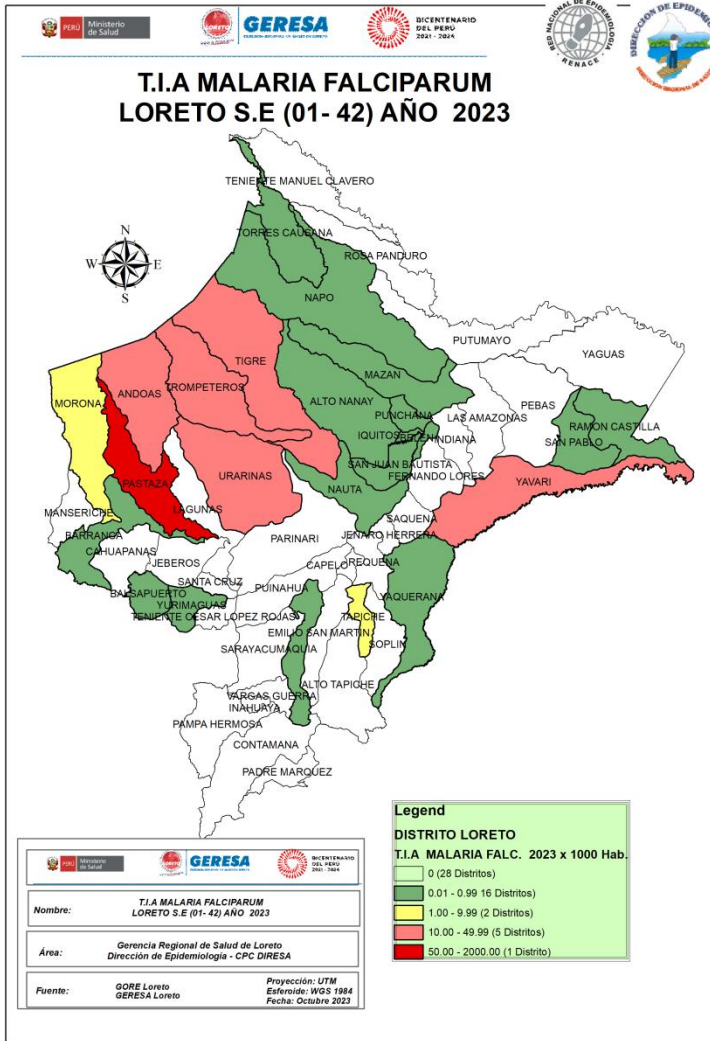 PERÚ Ministerio de Salud
LORETO
GERESA
BICENTENARIO DEL PERÚ 2021 - 2024
RED NACIONAL DE EPIDEMIOLOGIA
RENACE
T.I.A MALARIA FALCIPARUM
LORETO S.E (01- 42) AÑO 2023
TENIENTE MANUEL CLAVERO
TORRES CAUSANA
ROSA PANDURO
N
W E
S
NAPO
PUTUMAYO
YAGUAS
TIGRE
MAZAN
ANDOAS
TROMPETEROS
MORONA
ALTO NANAY
PEBAS
PUNCHANA
LAS AMAZONAS
RAMON CASTILLA
IQUITOS
BELEN
INDIANA
SAN PABLO
SAN JUAN BAUTISTA
URARINAS
FERNANDO LORES
PASTAZA
YAVARI
NAUTA
LAGUNAS
SAQUENA
MANSERICHE
BARRANCA
PARINARI
JENARO HERRERA
CAHUAPANAS
JEBEROS
CAPELO
REQUENA
SANTA CRUZ
PUINAHUA
BALSAPUERTO
YAQUERANA
YURIMAGUAS
TENIENTE CESAR LOPEZ ROJAS
TAPICHE
EMILIO SAN MARTIN
SOPLIN
SARAYACU
MAQUIA
ALTO TAPICHE
VARGAS GUERRA
INAHUAYA
PAMPA HERMOSA
CONTAMANA
PADRE MARQUEZ
Legend
DISTRITO LORETO
T.I.A MALARIA FALC. 2023 x 1000 Hab.
0 (28 Distritos)
0.01 - 0.99 16 Distritos)
1.00 - 9.99 (2 Distritos)
10.00 - 49.99 (5 Distritos)
50.00 - 2000.00 (1 Distrito)
PERÚ Ministerio de Salud
LORETO
GERESA
BICENTENARIO DEL PERÚ 2021 - 2024
Nombre: T.I.A MALARIA FALCIPARUM
LORETO S.E (01- 42) AÑO 2023
Área: Gerencia Regional de Salud de Loreto
Dirección de Epidemiología - CPC DIRESA
Fuente: GORE Loreto
GERESA Loreto
Proyección: UTM
Esferoide: WGS 1984
Fecha: Octubre 2023